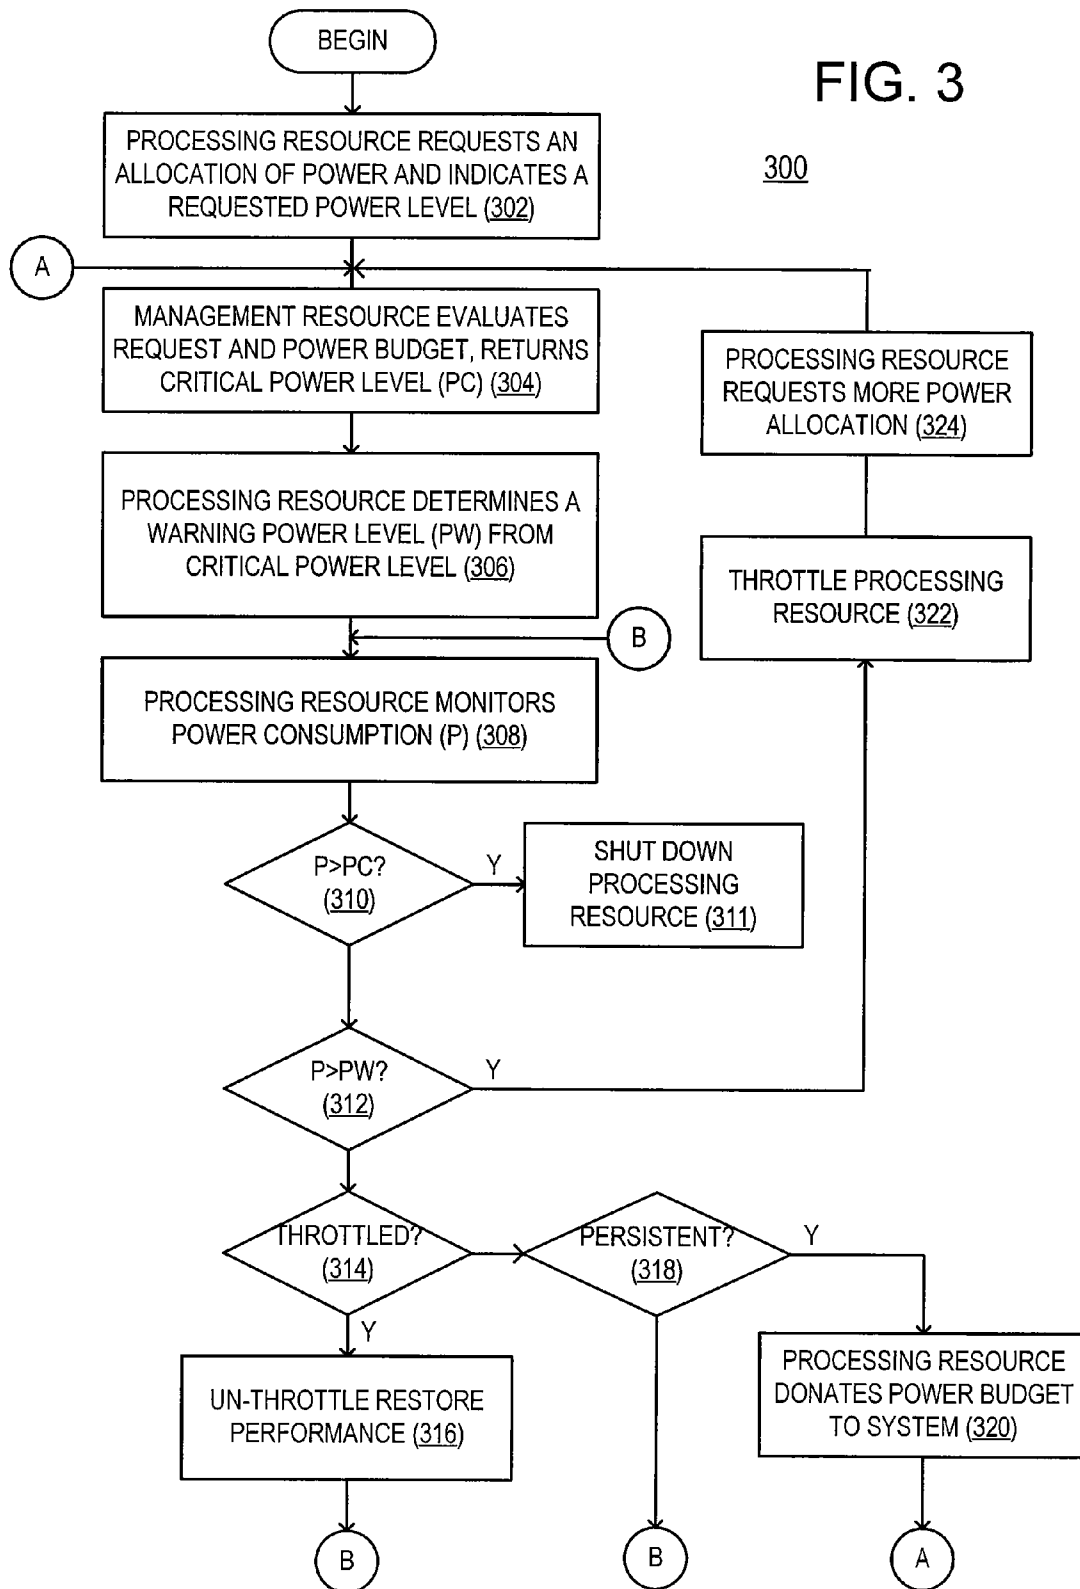 BEGIN
FIG. 3
300
PROCESSING RESOURCE REQUESTS AN
ALLOCATION OF POWER AND INDICATES A
REQUESTED POWER LEVEL (302)
A
MANAGEMENT RESOURCE EVALUATES
REQUEST AND POWER BUDGET, RETURNS
CRITICAL POWER LEVEL (PC) (304)
PROCESSING RESOURCE
REQUESTS MORE POWER
ALLOCATION (324)
PROCESSING RESOURCE DETERMINES A
WARNING POWER LEVEL (PW) FROM
CRITICAL POWER LEVEL (306)
THROTTLE PROCESSING
RESOURCE (322)
B
PROCESSING RESOURCE MONITORS
POWER CONSUMPTION (P) (308)
P>PC?
(310)
Y
SHUT DOWN
PROCESSING
RESOURCE (311)
P>PW?
(312)
Y
THROTTLED?
(314)
PERSISTENT?
(318)
Y
Y
UN-THROTTLE RESTORE
PERFORMANCE (316)
PROCESSING RESOURCE
DONATES POWER BUDGET
TO SYSTEM (320)
B
B
A